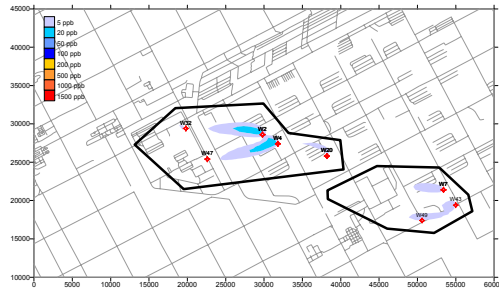 45000
5 ppb
20 ppb
50 ppb
100 ppb
200 ppb
500 ppb
1000 ppb
1500 ppb
40000
35000
30000
W32
W2
W4
W47
W20
25000
W7
W43
W49
20000
15000
10000
0
5000
10000
15000
20000
25000
30000
35000
40000
45000
50000
55000
60000